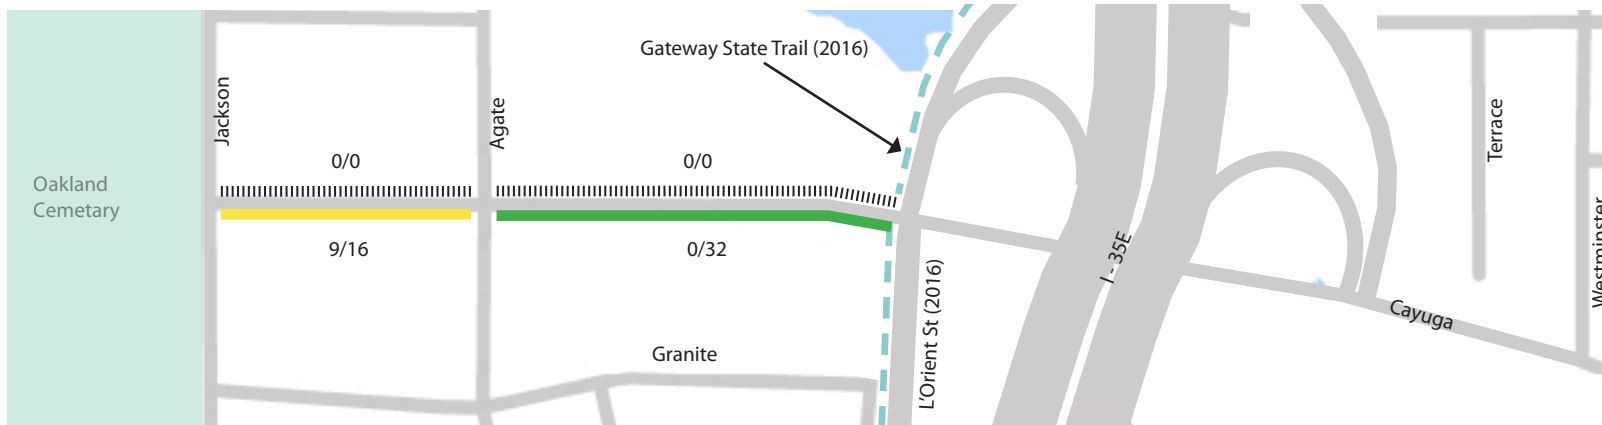 Gateway State Trail (2016)
Jackson
Agate
Terrace
0/0
0/0
Oakland
Cemetary
Westminster
9/16
0/32
I - 35E
L'Orient St (2016)
Cayuga
Granite